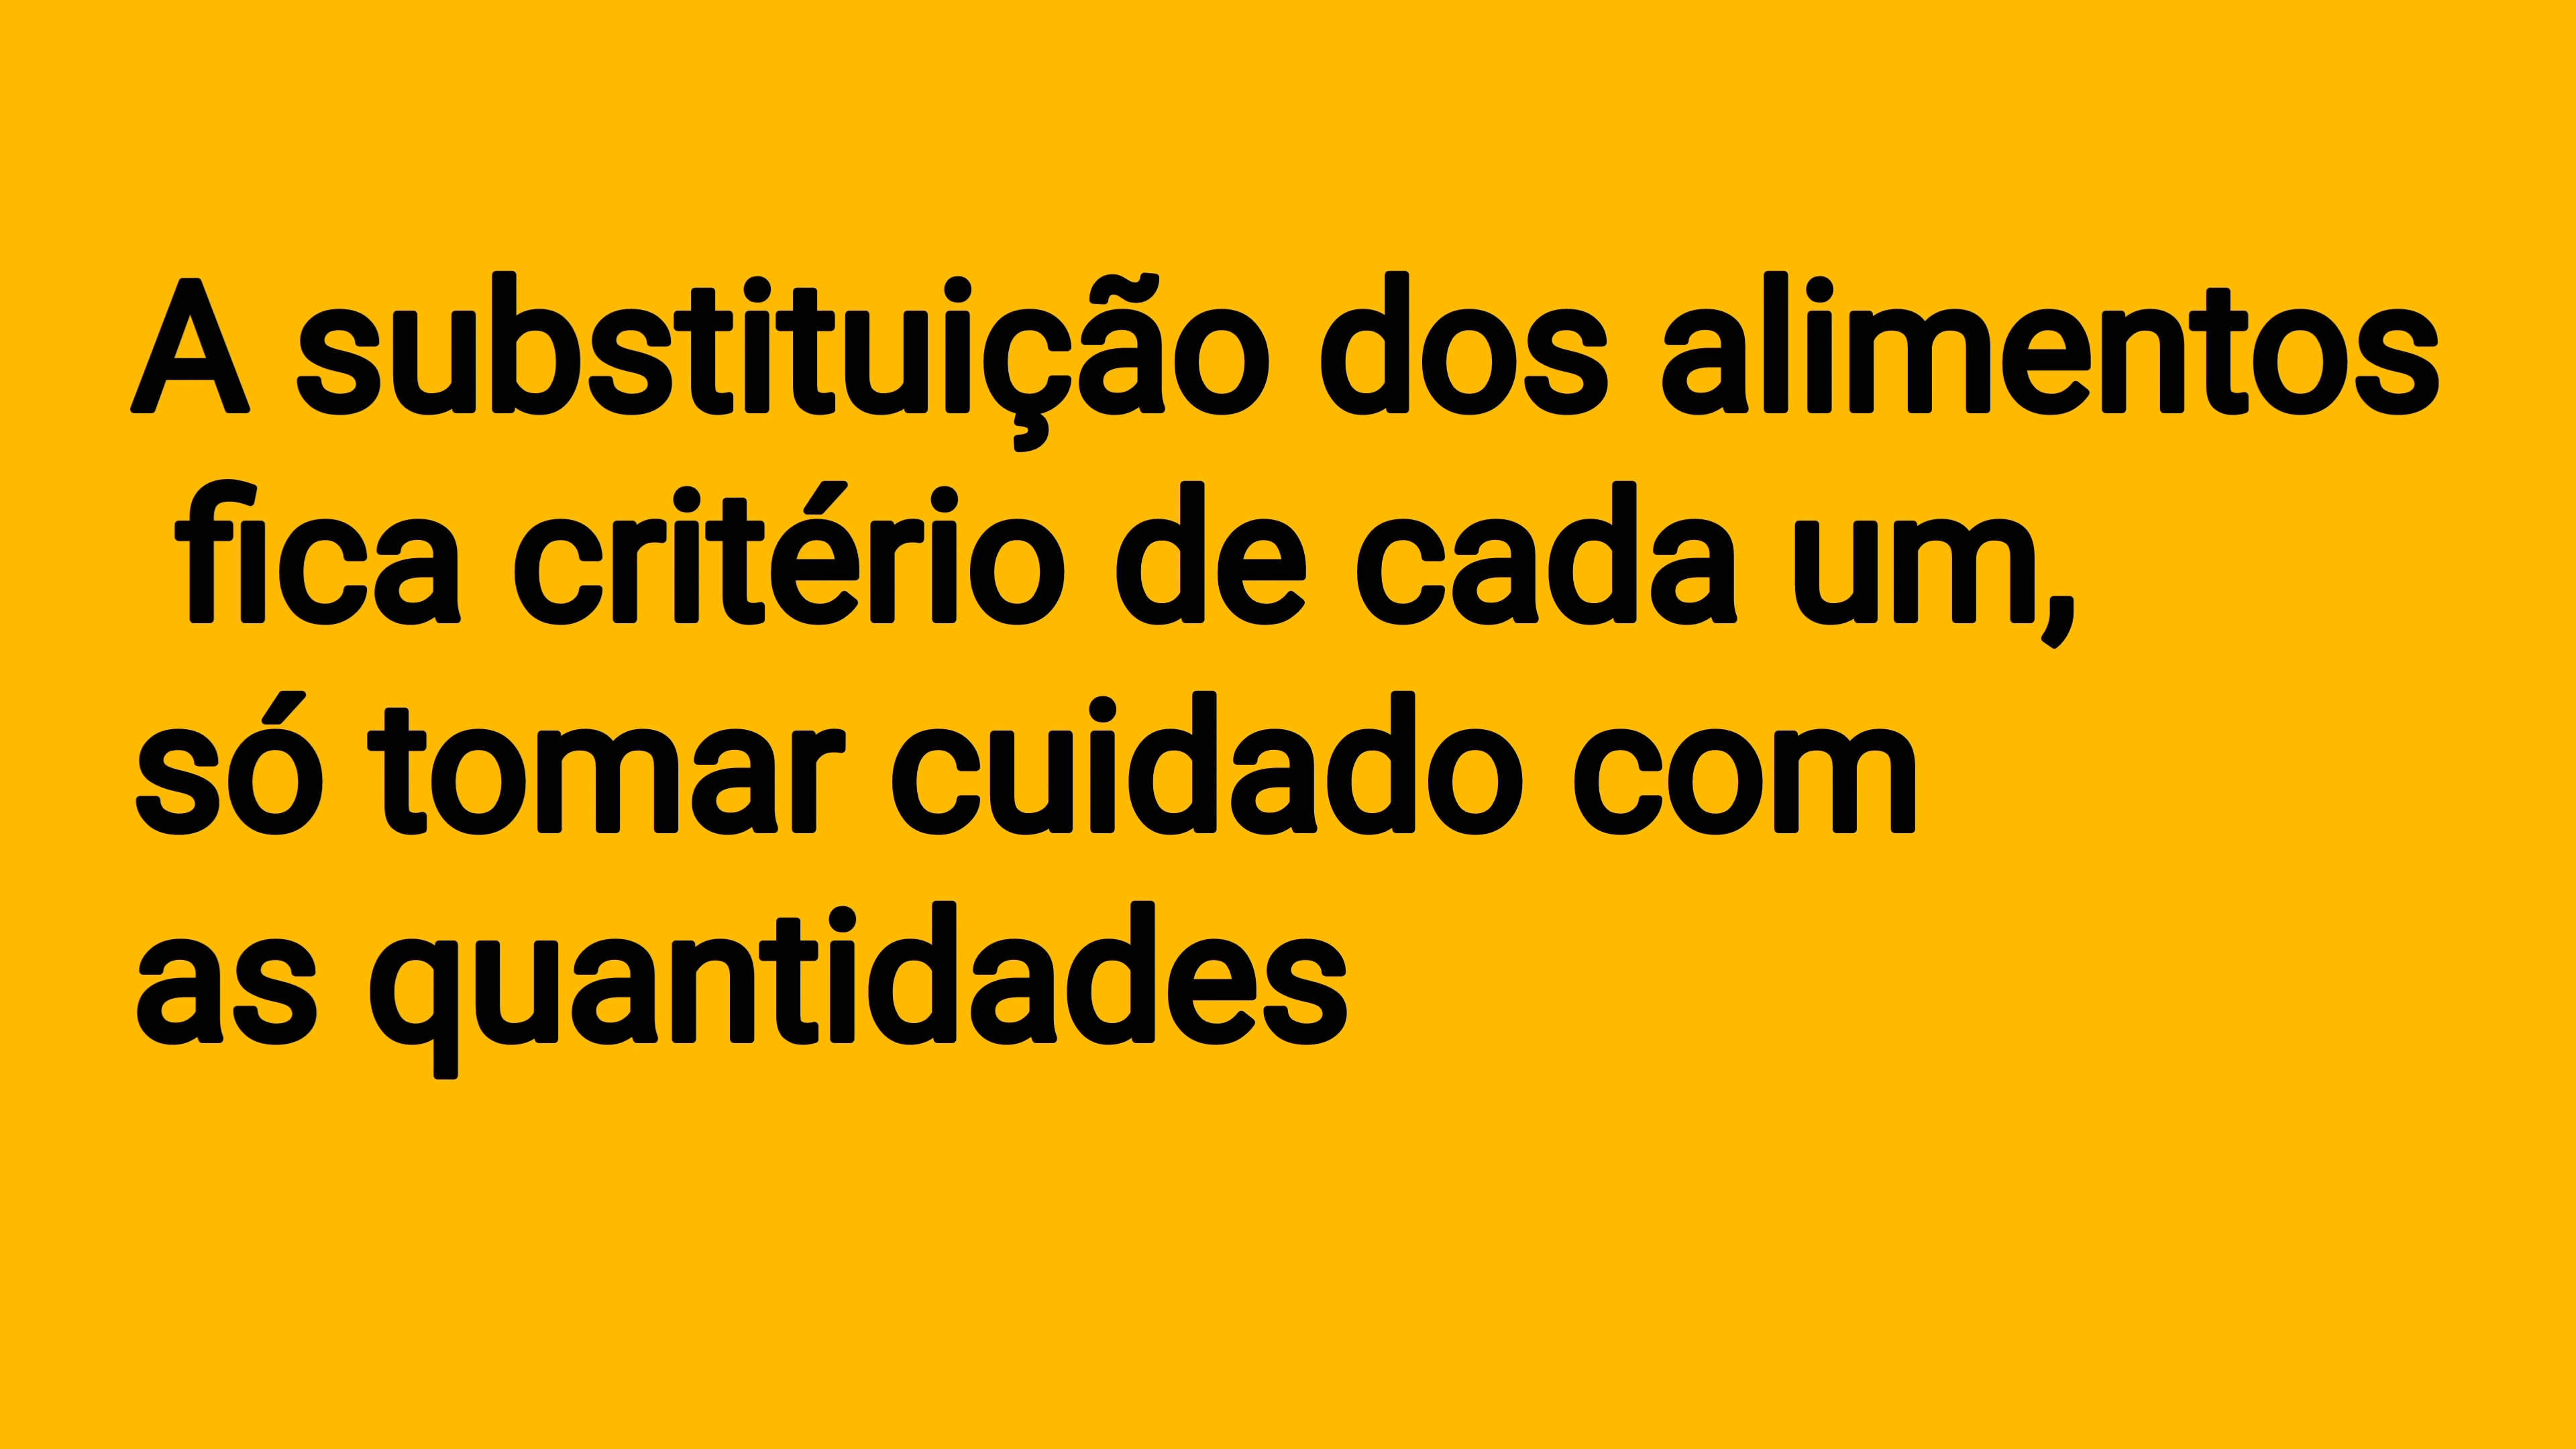 A substituição dos alimentos
fica critério de cada um,
só tomar cuidado com
as quantidades